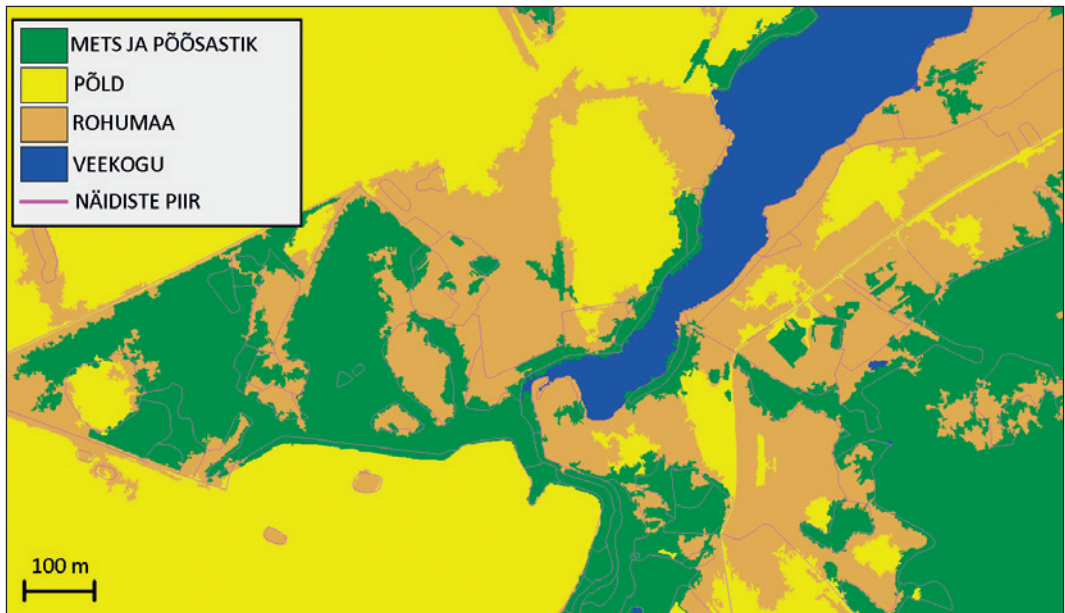 METS JA PÕÕSASTIK
PÕLD
ROHUMAA
VEEKOGU
NÄIDISTE PIIR
100 m